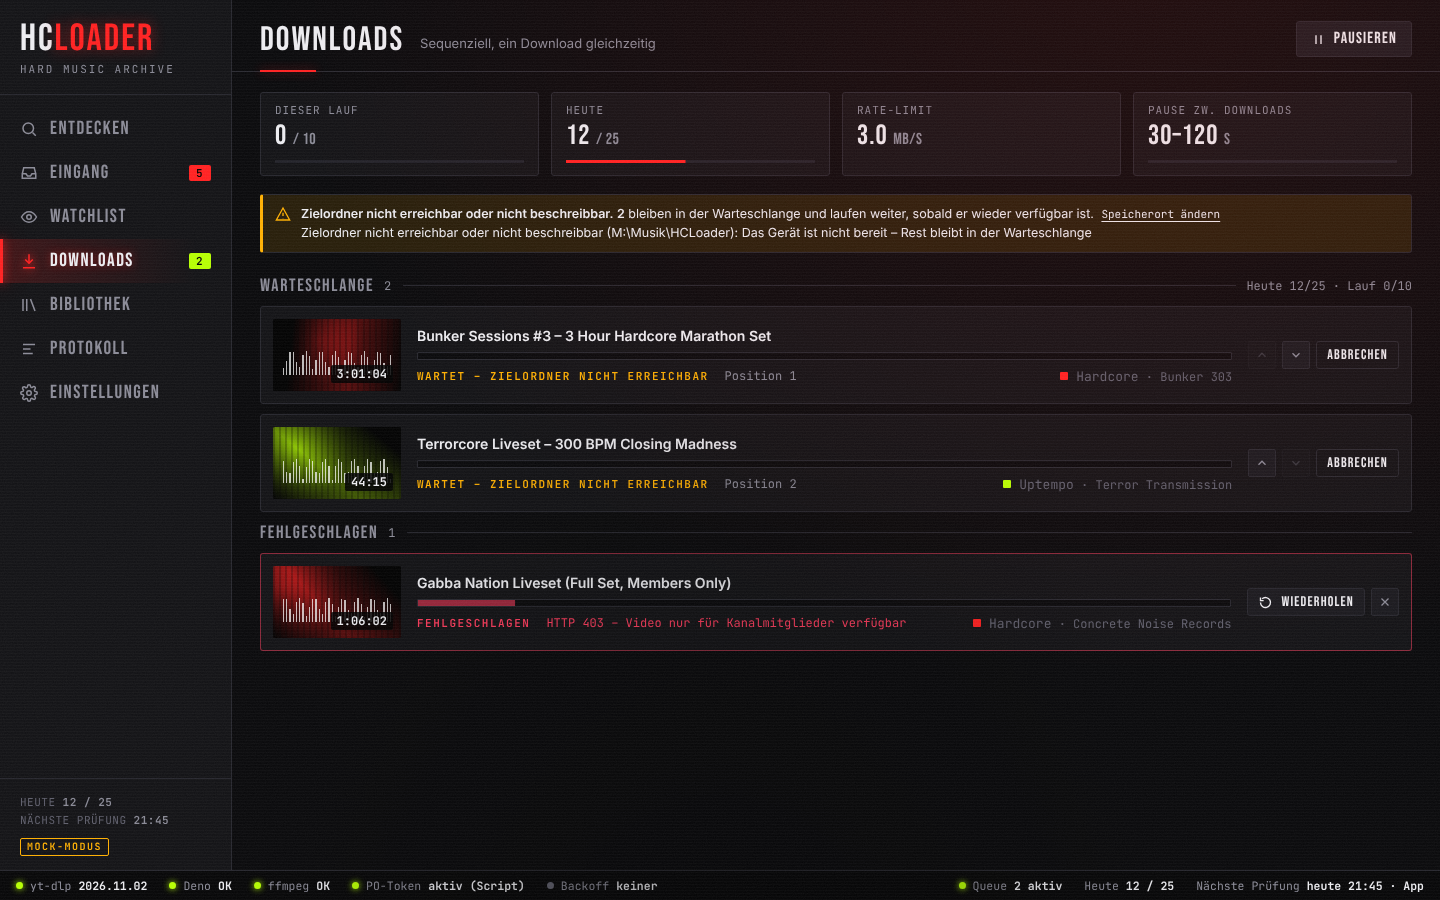 HCLOADER
HARD MUSIC ARCHIVE
ENTDECKEN
EINGANG 5
WATCHLIST
DOWNLOADS 2
BIBLIOTHEK
PROTOKOLL
EINSTELLUNGEN
HEUTE 12 / 25
NÄCHSTE PRÜFUNG 21:45
MOCK-MODUS
DOWNLOADS Sequenziell, ein Download gleichzeitig
PAUSIEREN
DIESER LAUF
0 / 10
HEUTE
12 / 25
RATE-LIMIT
3.0 MB/S
PAUSE ZW. DOWNLOADS
30–120 S
Zielordner nicht erreichbar oder nicht beschreibbar. 2 bleiben in der Warteschlange und laufen weiter, sobald er wieder verfügbar ist. Speicherort ändern
Zielordner nicht erreichbar oder nicht beschreibbar (M:\Musik\HCLoader): Das Gerät ist nicht bereit – Rest bleibt in der Warteschlange
WARTESCHLANGE 2
Heute 12/25 · Lauf 0/10
3:01:04
Bunker Sessions #3 – 3 Hour Hardcore Marathon Set
WARTET – ZIELORDNER NICHT ERREICHBAR Position 1
Hardcore · Bunker 303
ABBRECHEN
44:15
Terrorcore Liveset – 300 BPM Closing Madness
WARTET – ZIELORDNER NICHT ERREICHBAR Position 2
Uptempo · Terror Transmission
ABBRECHEN
FEHLGESCHLAGEN 1
1:06:02
Gabba Nation Liveset (Full Set, Members Only)
FEHLGESCHLAGEN HTTP 403 – Video nur für Kanalmitglieder verfügbar
Hardcore · Concrete Noise Records
WIEDERHOLEN
yt-dlp 2026.11.02 Deno OK ffmpeg OK PO-Token aktiv (Script) Backoff keiner
Queue 2 aktiv Heute 12 / 25 Nächste Prüfung heute 21:45 · App